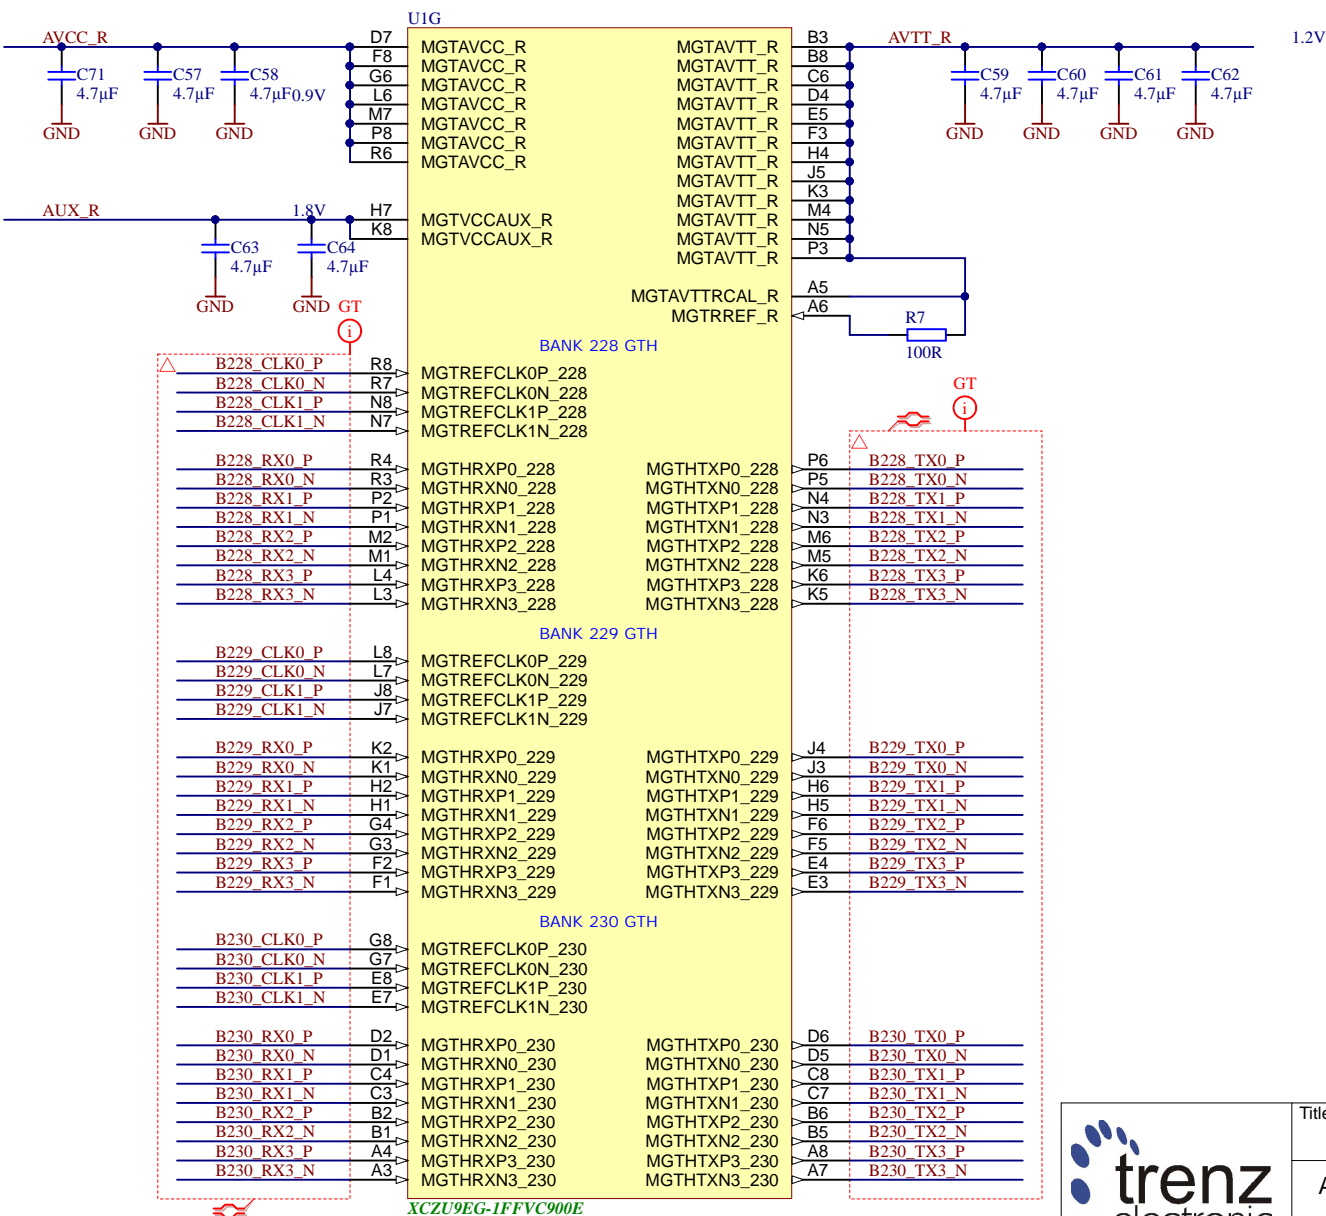 U1G
AVCC_R D7 MGTAVCC_R MGTAVTT_R B3 AVTT_R 1.2V
F8 MGTAVCC_R MGTAVTT_R B8
C71 C57 C58 G6 MGTAVCC_R MGTAVTT_R C6 C59 C60 C61 C62
4.7µF 4.7µF 4.7µF 0.9V L6 MGTAVCC_R MGTAVTT_R D4 4.7µF 4.7µF 4.7µF 4.7µF
M7 MGTAVCC_R MGTAVTT_R E5
GND GND GND P8 MGTAVCC_R MGTAVTT_R F3 GND GND GND GND
R6 MGTAVCC_R MGTAVTT_R H4
MGTAVTT_R J5
MGTAVTT_R K3
AUX_R 1.8V H7 MGTVCCAUX_R MGTAVTT_R M4
K8 MGTVCCAUX_R MGTAVTT_R N5
C63 C64 MGTAVTT_R P3
4.7µF 4.7µF
MGTAVTTRCAL_R A5
GND GND GT MGTRREF_R A6 R7
i
BANK 228 GTH 100R
B228_CLK0_P R8 MGTREFCLK0P_228
B228_CLK0_N R7 MGTREFCLK0N_228 GT
B228_CLK1_P N8 MGTREFCLK1P_228 i
B228_CLK1_N N7 MGTREFCLK1N_228
B228_RX0_P R4 MGTHRXP0_228 MGTHTXP0_228 P6 B228_TX0_P
B228_RX0_N R3 MGTHRXN0_228 MGTHTXN0_228 P5 B228_TX0_N
B228_RX1_P P2 MGTHRXP1_228 MGTHTXP1_228 N4 B228_TX1_P
B228_RX1_N P1 MGTHRXN1_228 MGTHTXN1_228 N3 B228_TX1_N
B228_RX2_P M2 MGTHRXP2_228 MGTHTXP2_228 M6 B228_TX2_P
B228_RX2_N M1 MGTHRXN2_228 MGTHTXN2_228 M5 B228_TX2_N
B228_RX3_P L4 MGTHRXP3_228 MGTHTXP3_228 K6 B228_TX3_P
B228_RX3_N L3 MGTHRXN3_228 MGTHTXN3_228 K5 B228_TX3_N
BANK 229 GTH
B229_CLK0_P L8 MGTREFCLK0P_229
B229_CLK0_N L7 MGTREFCLK0N_229
B229_CLK1_P J8 MGTREFCLK1P_229
B229_CLK1_N J7 MGTREFCLK1N_229
B229_RX0_P K2 MGTHRXP0_229 MGTHTXP0_229 J4 B229_TX0_P
B229_RX0_N K1 MGTHRXN0_229 MGTHTXN0_229 J3 B229_TX0_N
B229_RX1_P H2 MGTHRXP1_229 MGTHTXP1_229 H6 B229_TX1_P
B229_RX1_N H1 MGTHRXN1_229 MGTHTXN1_229 H5 B229_TX1_N
B229_RX2_P G4 MGTHRXP2_229 MGTHTXP2_229 F6 B229_TX2_P
B229_RX2_N G3 MGTHRXN2_229 MGTHTXN2_229 F5 B229_TX2_N
B229_RX3_P F2 MGTHRXP3_229 MGTHTXP3_229 E4 B229_TX3_P
B229_RX3_N F1 MGTHRXN3_229 MGTHTXN3_229 E3 B229_TX3_N
BANK 230 GTH
B230_CLK0_P G8 MGTREFCLK0P_230
B230_CLK0_N G7 MGTREFCLK0N_230
B230_CLK1_P E8 MGTREFCLK1P_230
B230_CLK1_N E7 MGTREFCLK1N_230
B230_RX0_P D2 MGTHRXP0_230 MGTHTXP0_230 D6 B230_TX0_P
B230_RX0_N D1 MGTHRXN0_230 MGTHTXN0_230 D5 B230_TX0_N
B230_RX1_P C4 MGTHRXP1_230 MGTHTXP1_230 C8 B230_TX1_P
B230_RX1_N C3 MGTHRXN1_230 MGTHTXN1_230 C7 B230_TX1_N
B230_RX2_P B2 MGTHRXP2_230 MGTHTXP2_230 B6 B230_TX2_P
B230_RX2_N B1 MGTHRXN2_230 MGTHTXN2_230 B5 B230_TX2_N
B230_RX3_P A4 MGTHRXP3_230 MGTHTXP3_230 A8 B230_TX3_P
B230_RX3_N A3 MGTHRXN3_230 MGTHTXN3_230 A7 B230_TX3_N
XCZU9EG-1FFVC900E
Title
trenz
electronic